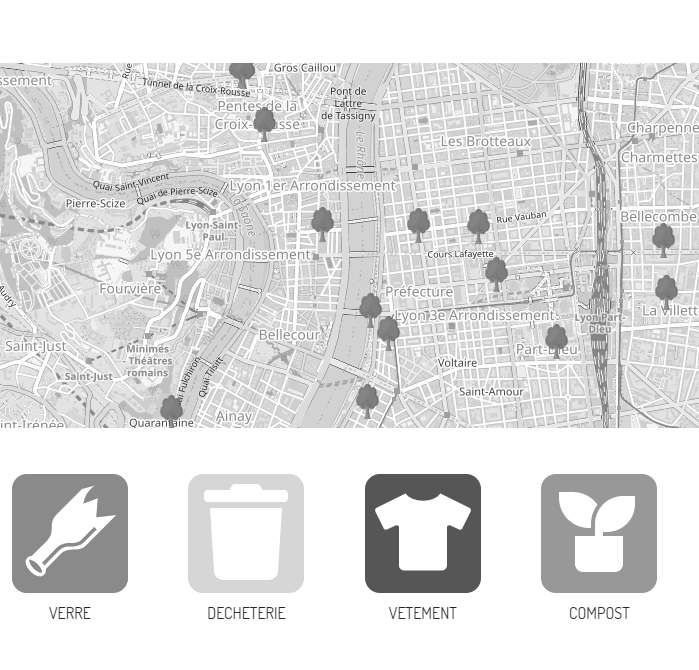 Gros Caillou
Rue
ssement
Tunnel de la Croix-Rousse
Pont de
Lattre
de Tassigny
Pentes de la
Croix-Rousse
Charpenne
Les Brotteaux
Le Rhône
Charmettes
Quai Saint-Vincent
Lyon 1er Arrondissement
Quai de Pierre-Scize
Pierre-Scize
La Saône
Rue Vauban
Bellecombe
Lyon-Saint-
Paul
Lyon 5e Arrondissement
Cours Lafayette
Fourvière
Préfecture
Audry
Lyon 3e Arrondissement
La Villett
Lyon Part-
Dieu
Bellecour
Saint-Just
Minimes
Théâtres
romains
Part-Dieu
Voltaire
Saint-Just
ai Fulchiron
Quai Tilsitt
Saint-Amour
Ainay
Quarantaine
int-Irénée
VERRE
DECHETERIE
VETEMENT
COMPOST